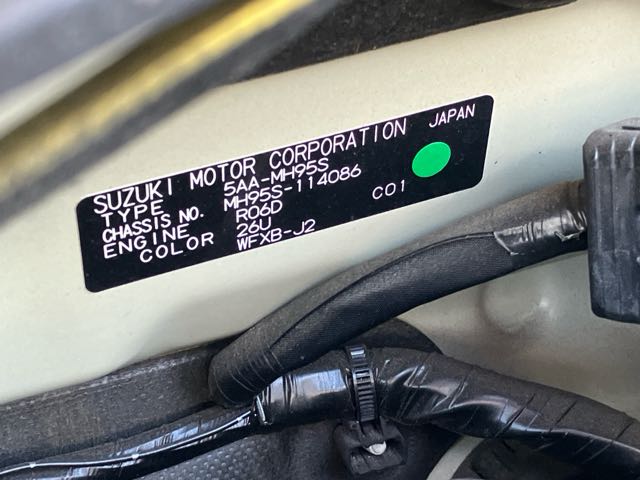 SUZUKI MOTOR CORPORATION JAPAN
TYPE 5AA-MH95S
CHASSIS NO. MH95S-114086
ENGINE R06D C01
COLOR 26U
WFXB-J2